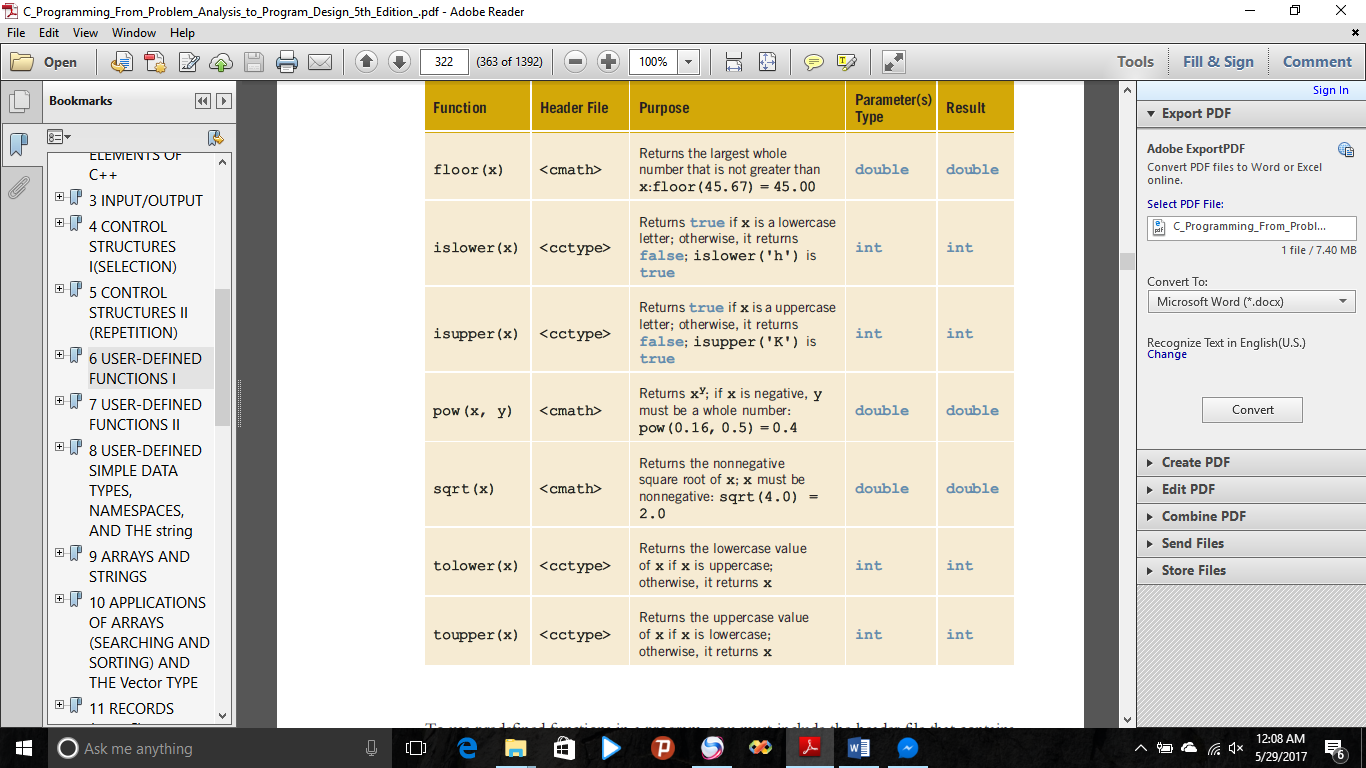 C_Programming_From_Problem_Analysis_to_Program_Design_5th_Edition_.pdf - Adobe Reader
File Edit View Window Help
Open 322 (363 of 1392) 100% Tools Fill & Sign Comment
Bookmarks
ELEMENTS OF
C++
3 INPUT/OUTPUT
4 CONTROL
STRUCTURES
I(SELECTION)
5 CONTROL
STRUCTURES II
(REPETITION)
6 USER-DEFINED
FUNCTIONS I
7 USER-DEFINED
FUNCTIONS II
8 USER-DEFINED
SIMPLE DATA
TYPES,
NAMESPACES,
AND THE string
9 ARRAYS AND
STRINGS
10 APPLICATIONS
OF ARRAYS
(SEARCHING AND
SORTING) AND
THE Vector TYPE
11 RECORDS
Function Header File Purpose Parameter(s)
Type Result
floor(x) <cmath> Returns the largest whole
number that is not greater than
x:floor(45.67) = 45.00 double double
islower(x) <cctype> Returns true if x is a lowercase
letter; otherwise, it returns
false; islower('h') is
true int int
isupper(x) <cctype> Returns true if x is a uppercase
letter; otherwise, it returns
false; isupper('K') is
true int int
pow(x, y) <cmath> Returns xʸ; if x is negative, y
must be a whole number:
pow(0.16, 0.5) = 0.4 double double
sqrt(x) <cmath> Returns the nonnegative
square root of x; x must be
nonnegative: sqrt(4.0) =
2.0 double double
tolower(x) <cctype> Returns the lowercase value
of x if x is uppercase;
otherwise, it returns x int int
toupper(x) <cctype> Returns the uppercase value
of x if x is lowercase;
otherwise, it returns x int int
Sign In
Export PDF
Adobe ExportPDF
Convert PDF files to Word or Excel
online.
Select PDF File:
C_Programming_From_Probl...
1 file / 7.40 MB
Convert To:
Microsoft Word (*.docx)
Recognize Text in English(U.S.)
Change
Convert
Create PDF
Edit PDF
Combine PDF
Send Files
Store Files
Ask me anything
12:08 AM
5/29/2017
6